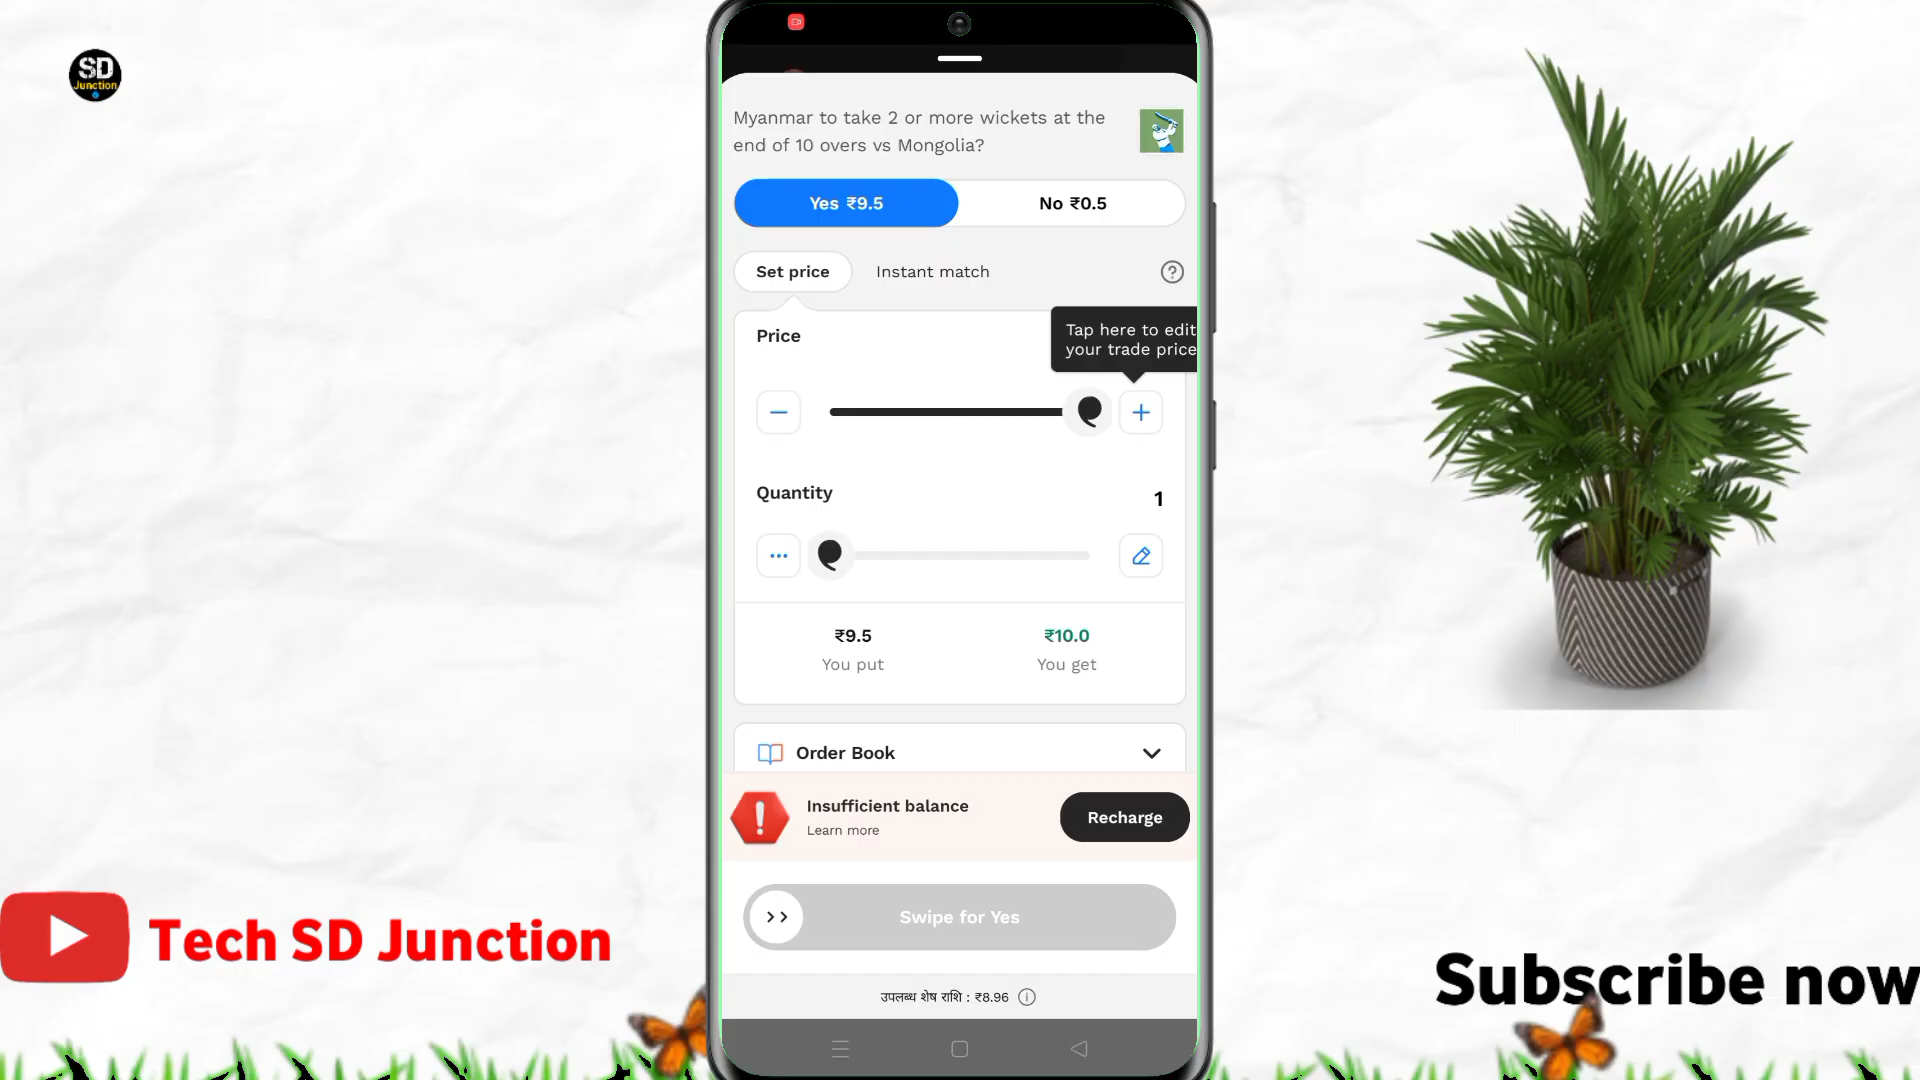 SD
Junction
Myanmar to take 2 or more wickets at the
end of 10 overs vs Mongolia?
Yes ₹9.5
No ₹0.5
Set price
Instant match
Tap here to edit
your trade price
Price
Quantity
1
₹9.5
₹10.0
You put
You get
Order Book
Insufficient balance
Learn more
Recharge
Swipe for Yes
उपलब्ध शेष राशि : ₹8.96
Tech SD Junction
Subscribe now